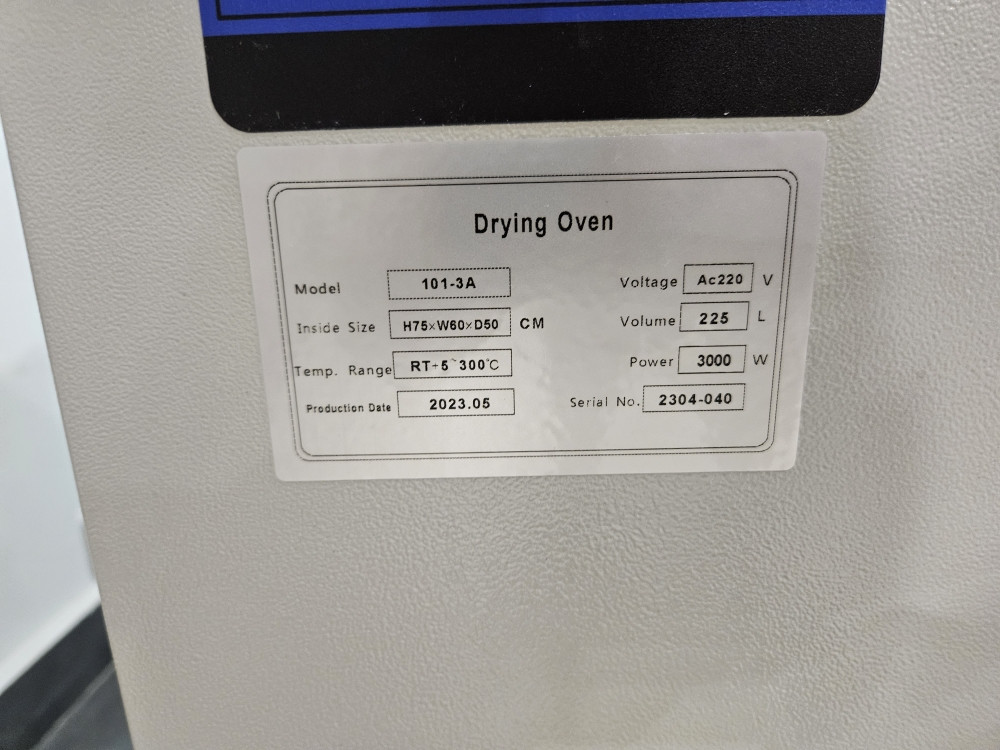 Drying Oven
Model 101-3A Voltage Ac220 V
Inside Size H75×W60×D50 CM Volume 225 L
Temp. Range RT+5~300℃ Power 3000 W
Production Date 2023.05 Serial No. 2304-040